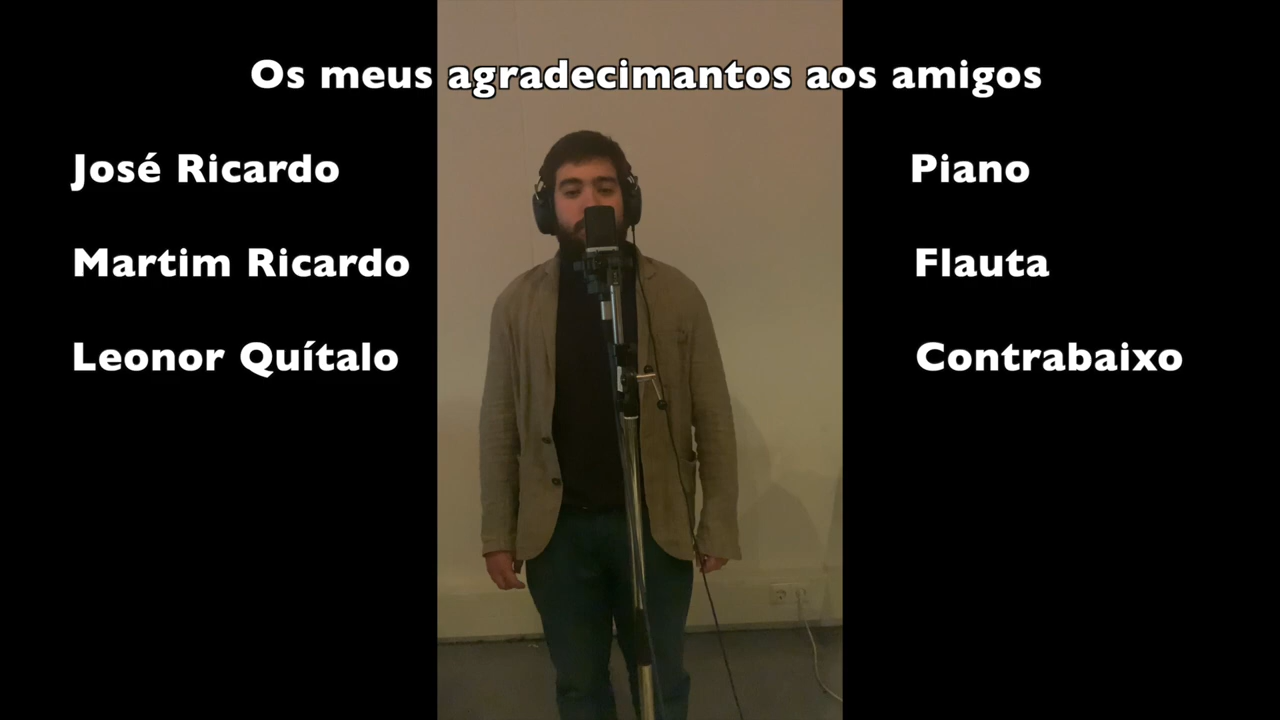 Os meus agradecimantos aos amigos
José Ricardo Piano
Martim Ricardo Flauta
Leonor Quítalo Contrabaixo